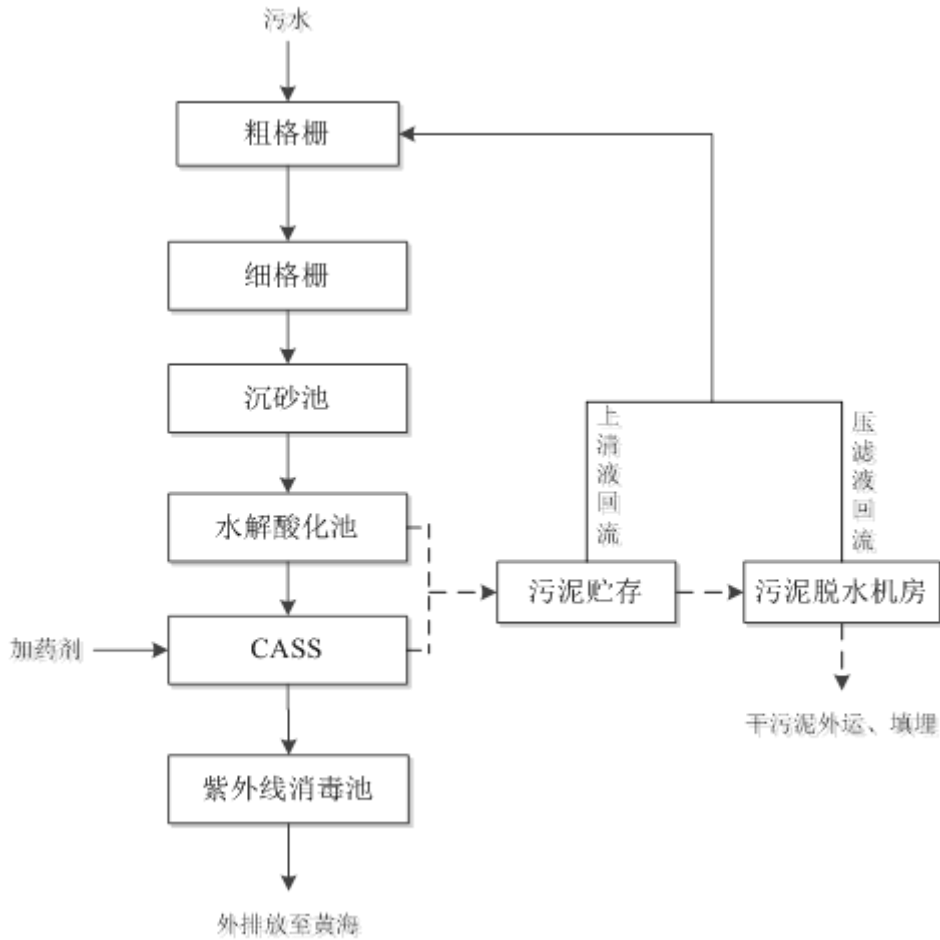 污水
粗格栅
细格栅
沉砂池
上清液回流
压滤液回流
水解酸化池
污泥贮存
污泥脱水机房
加药剂
CASS
干污泥外运、填埋
紫外线消毒池
外排放至黄海